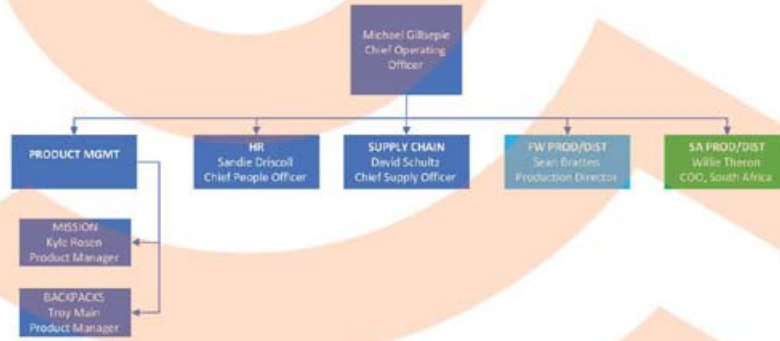 Michael Gillsepie
Chief Operating
Officer
PRODUCT MGMT
HR
Sandie Driscoll
Chief People Officer
SUPPLY CHAIN
David Schultz
Chief Supply Officer
FW PROD/DIST
Sean Bratten
Production Director
SA PROD/DIST
Willie Theron
COO, South Africa
MISSION
Kyle Rosen
Product Manager
BACKPACKS
Troy Main
Product Manager